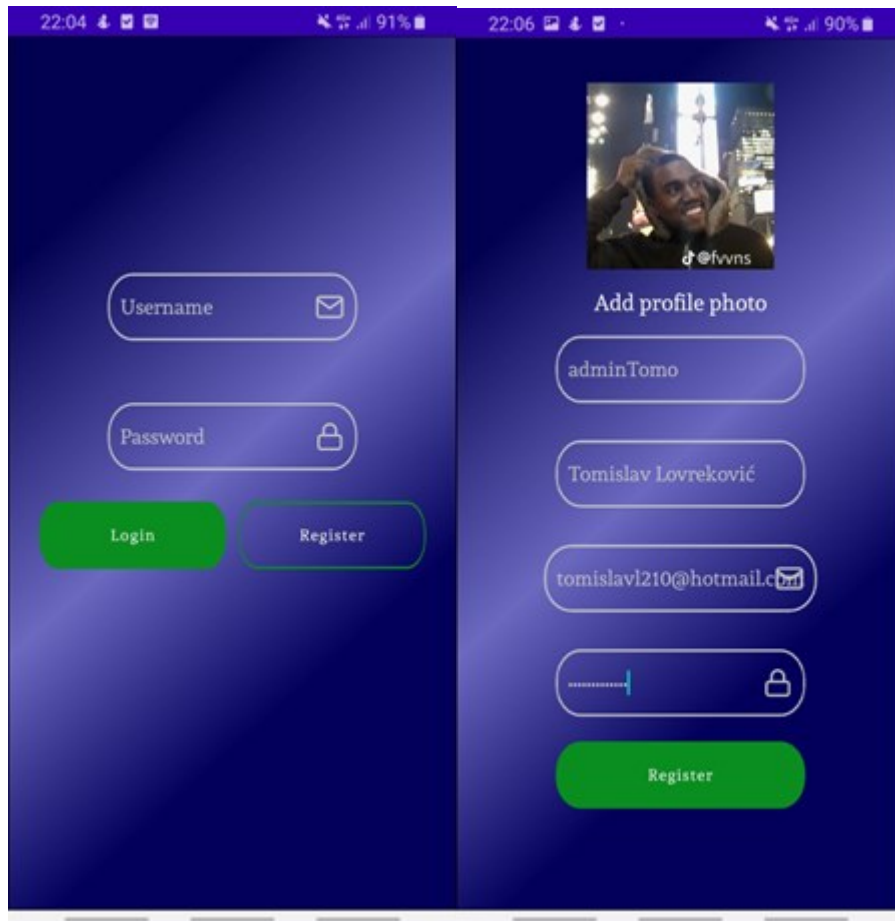 22:04
91%
Username
Password
Login
Register
22:06
90%
@fvvns
Add profile photo
adminTomo
Tomislav Lovreković
tomislavl210@hotmail.com
Register